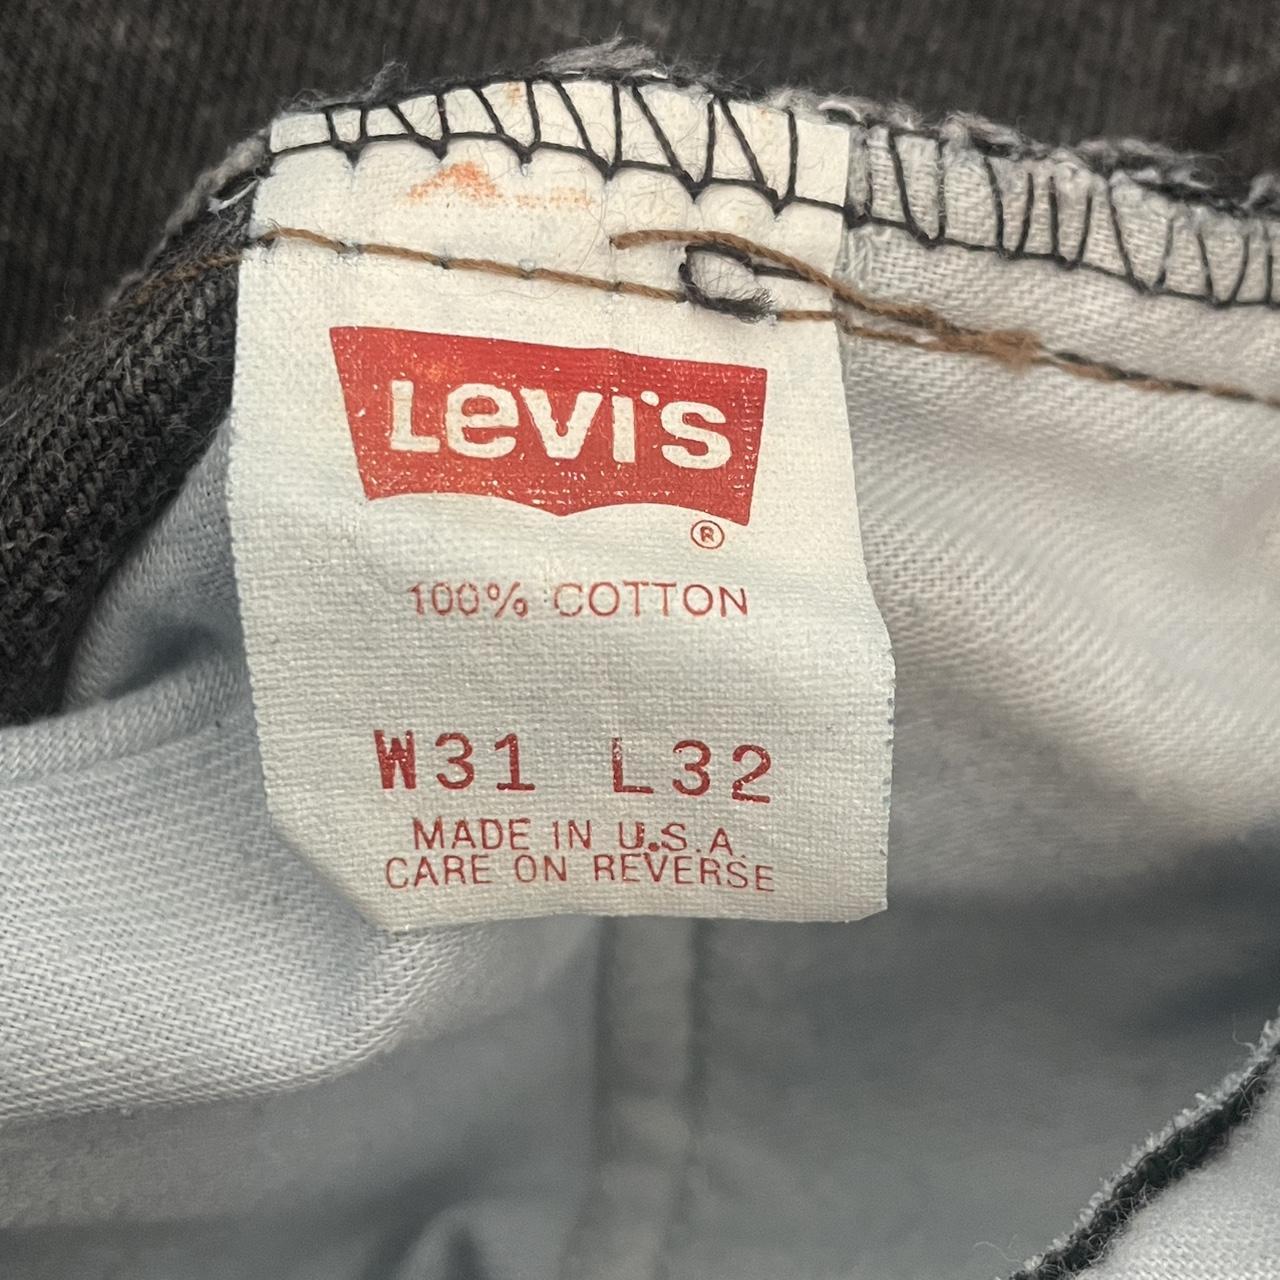 Levi's
®
100% COTTON
W31 L32
MADE IN U.S.A.
CARE ON REVERSE